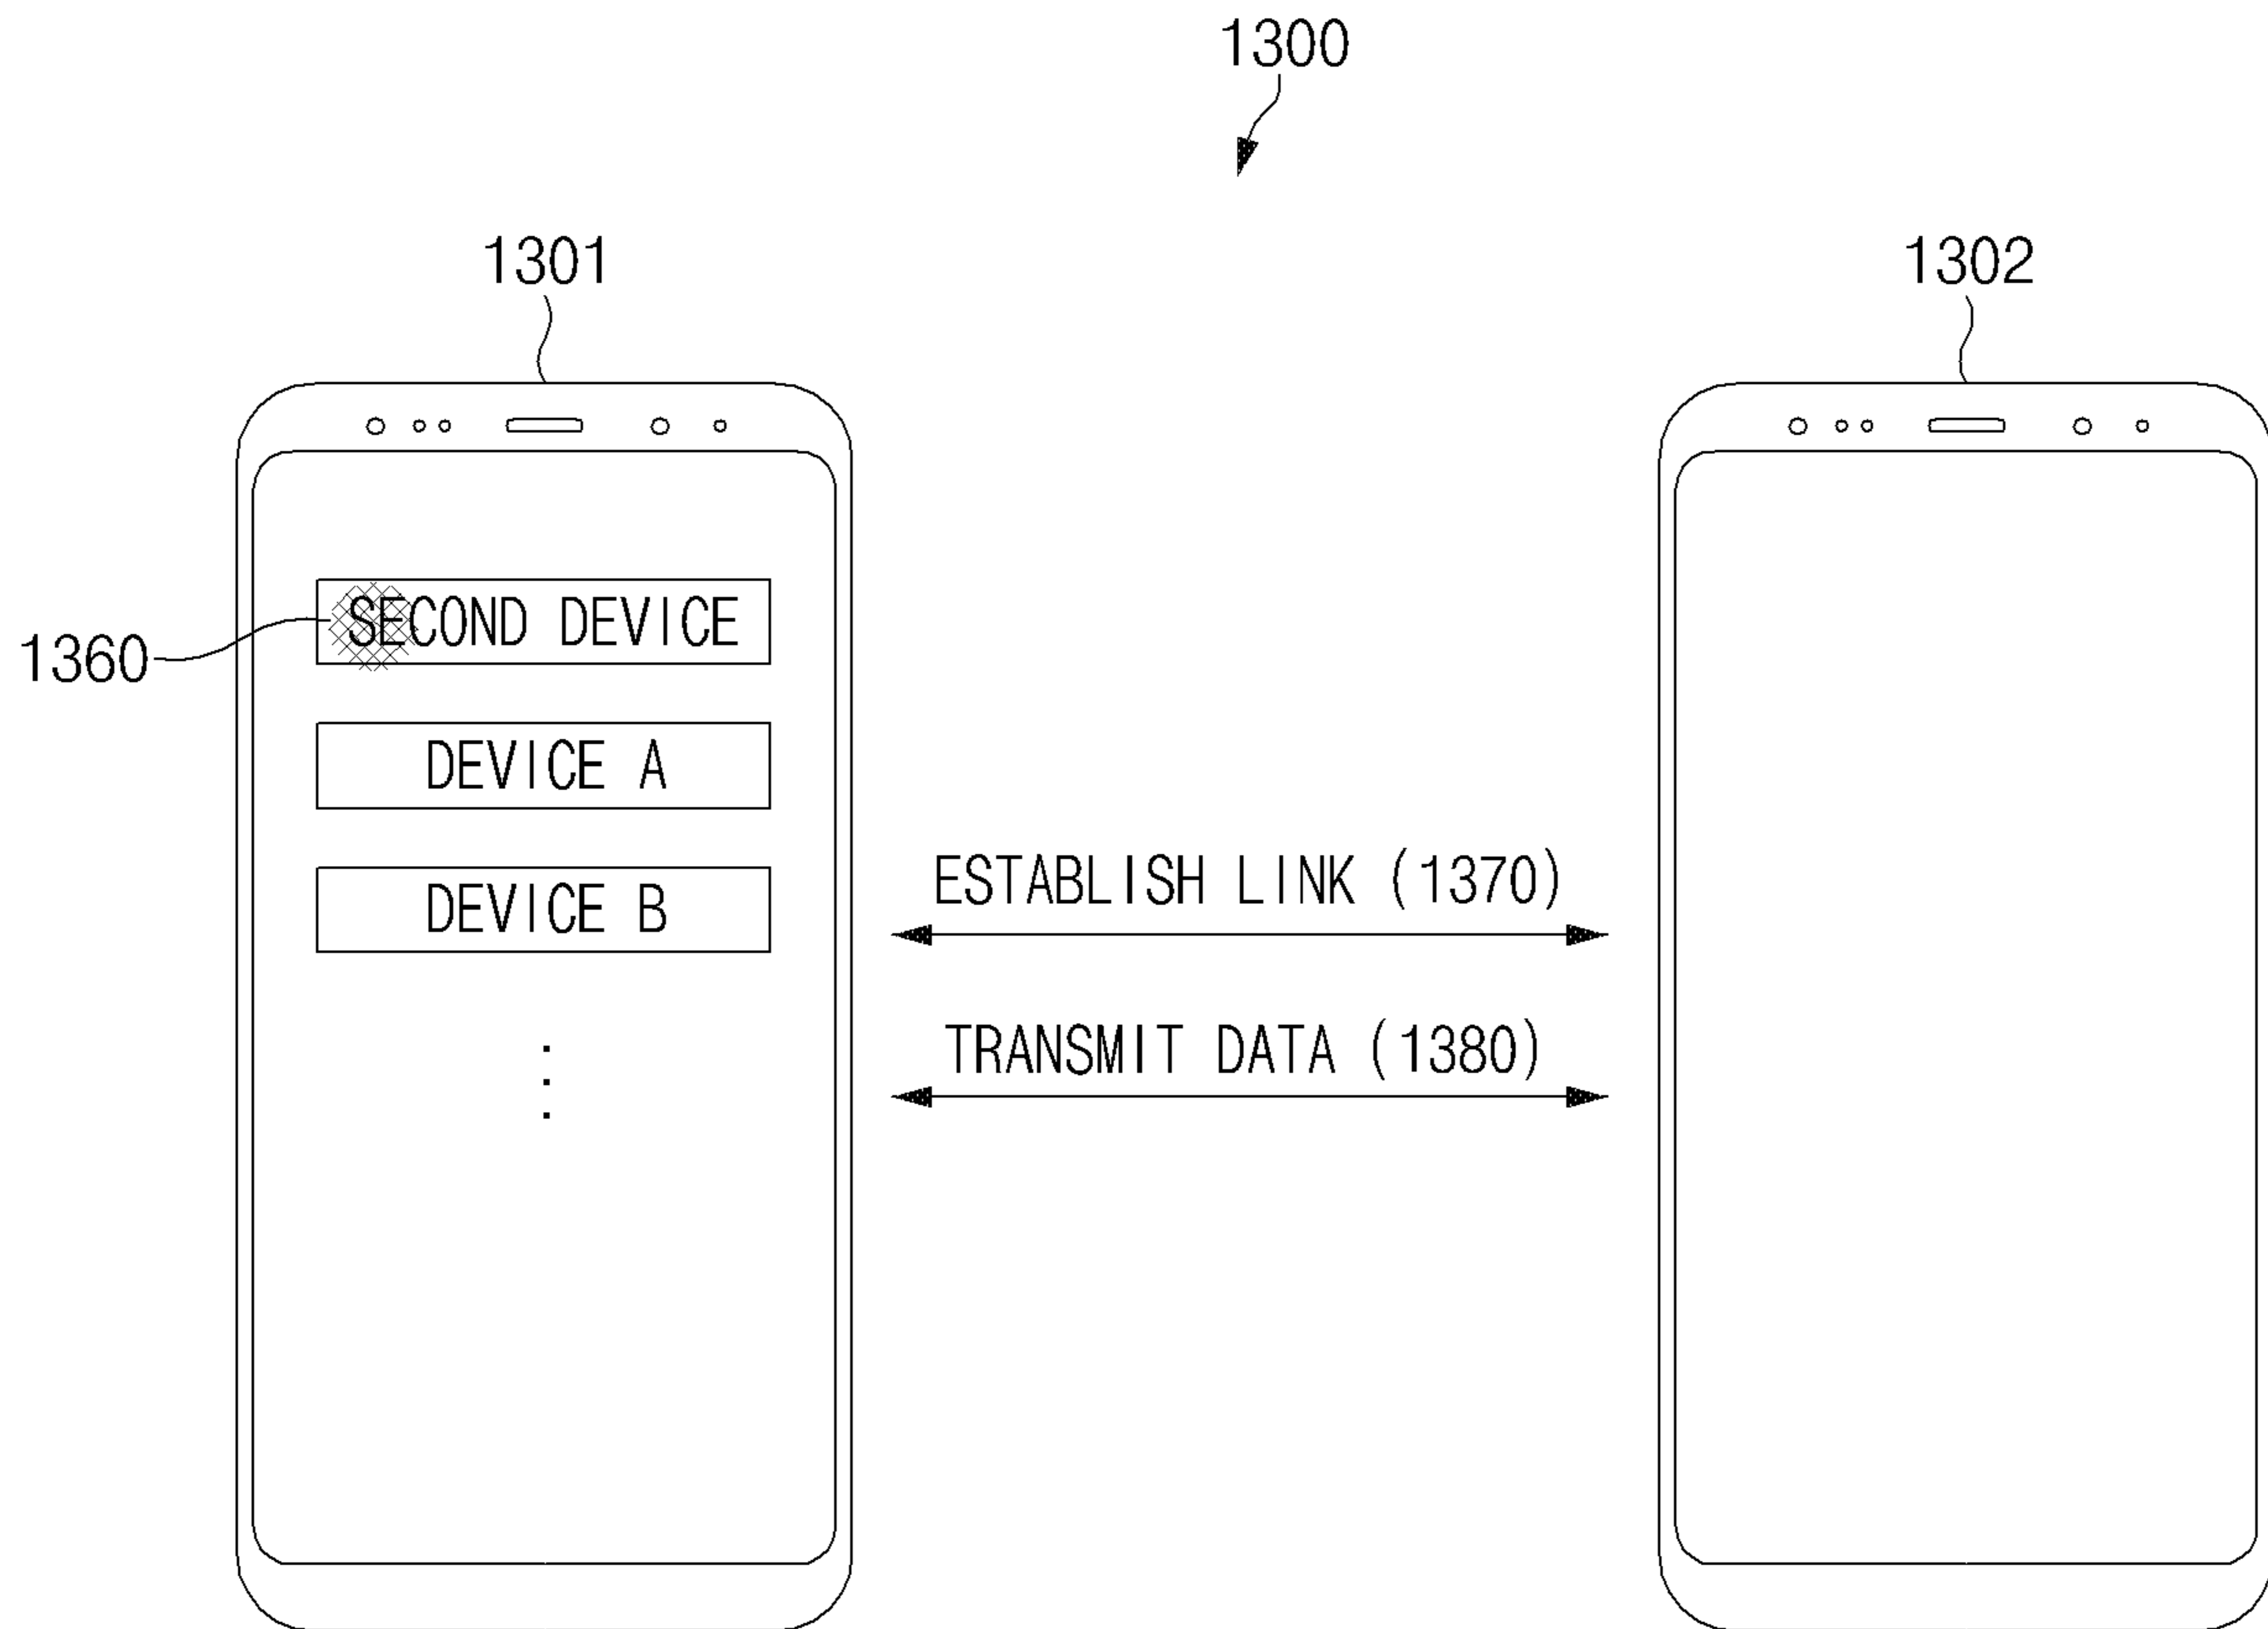 1300
1301
1302
1360
SECOND DEVICE
DEVICE A
DEVICE B
ESTABLISH LINK (1370)
TRANSMIT DATA (1380)